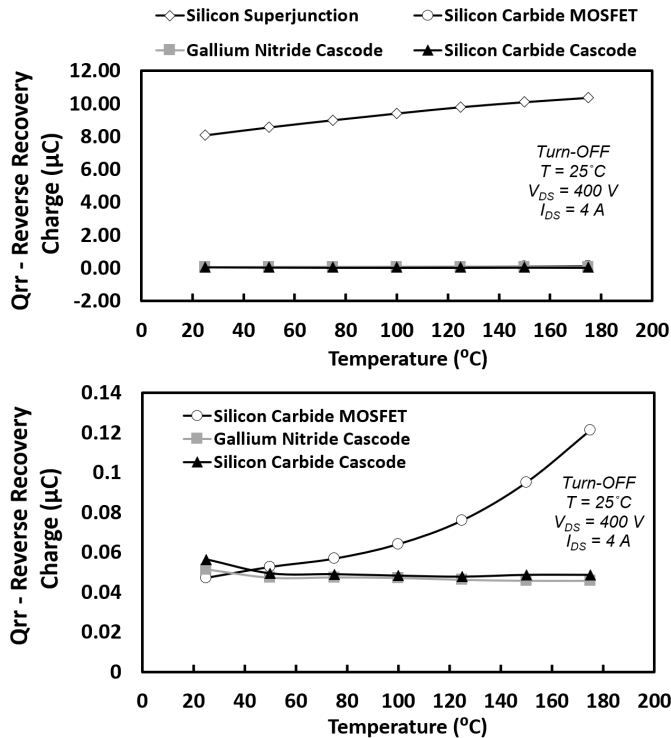 Silicon Superjunction Silicon Carbide MOSFET
Gallium Nitride Cascode Silicon Carbide Cascode
12.00
10.00
8.00
6.00
4.00
2.00
0.00
-2.00
Qrr - Reverse Recovery
Charge (µC)
Turn-OFF
T = 25˚C
VDS = 400 V
IDS = 4 A
0 20 40 60 80 100 120 140 160 180 200
Temperature (⁰C)
0.14
0.12
0.1
0.08
0.06
0.04
0.02
0
Qrr - Reverse Recovery
Charge (µC)
Silicon Carbide MOSFET
Gallium Nitride Cascode
Silicon Carbide Cascode
Turn-OFF
T = 25˚C
VDS = 400 V
IDS = 4 A
0 20 40 60 80 100 120 140 160 180 200
Temperature (⁰C)